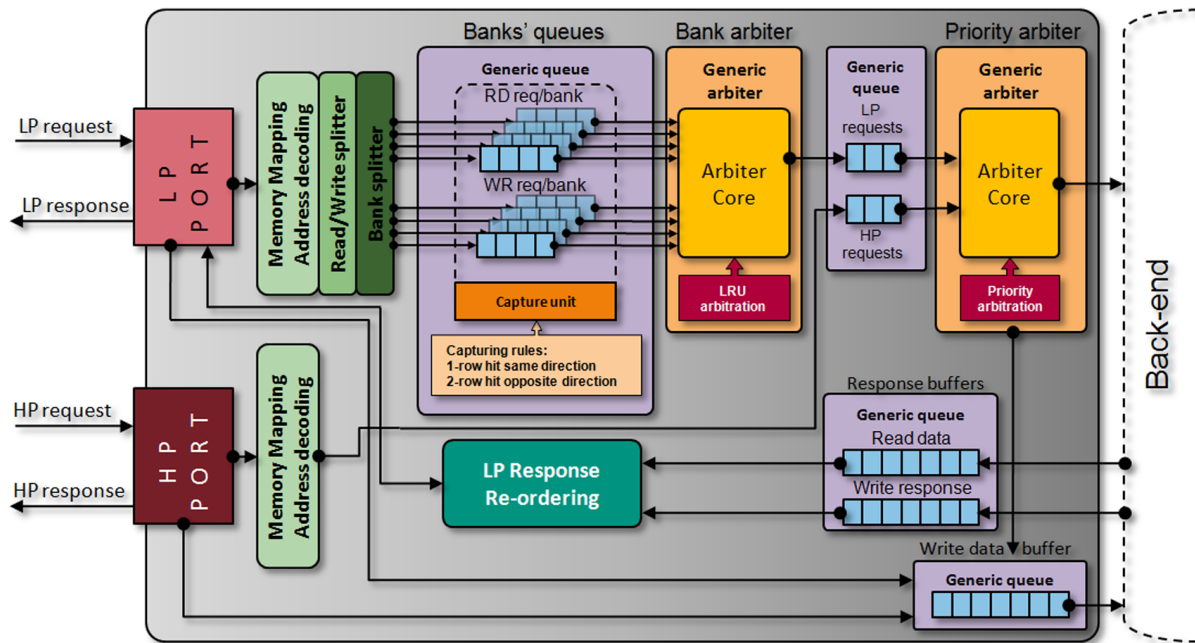 Banks' queues
Bank arbiter
Priority arbiter
Generic queue
Generic
arbiter
Generic
queue
Generic
arbiter
RD req/bank
LP
requests
LP request
LP response
LP
PORT
Memory Mapping
Address decoding
Read/Write splitter
Bank splitter
WR req/bank
Arbiter
Core
Arbiter
Core
HP
requests
Capture unit
LRU
arbitration
Priority
arbitration
Capturing rules:
1-row hit same direction
2-row hit opposite direction
Back-end
HP request
HP response
HP
PORT
Memory Mapping
Address decoding
LP Response
Re-ordering
Response buffers
Generic queue
Read data
Write response
Write data buffer
Generic queue